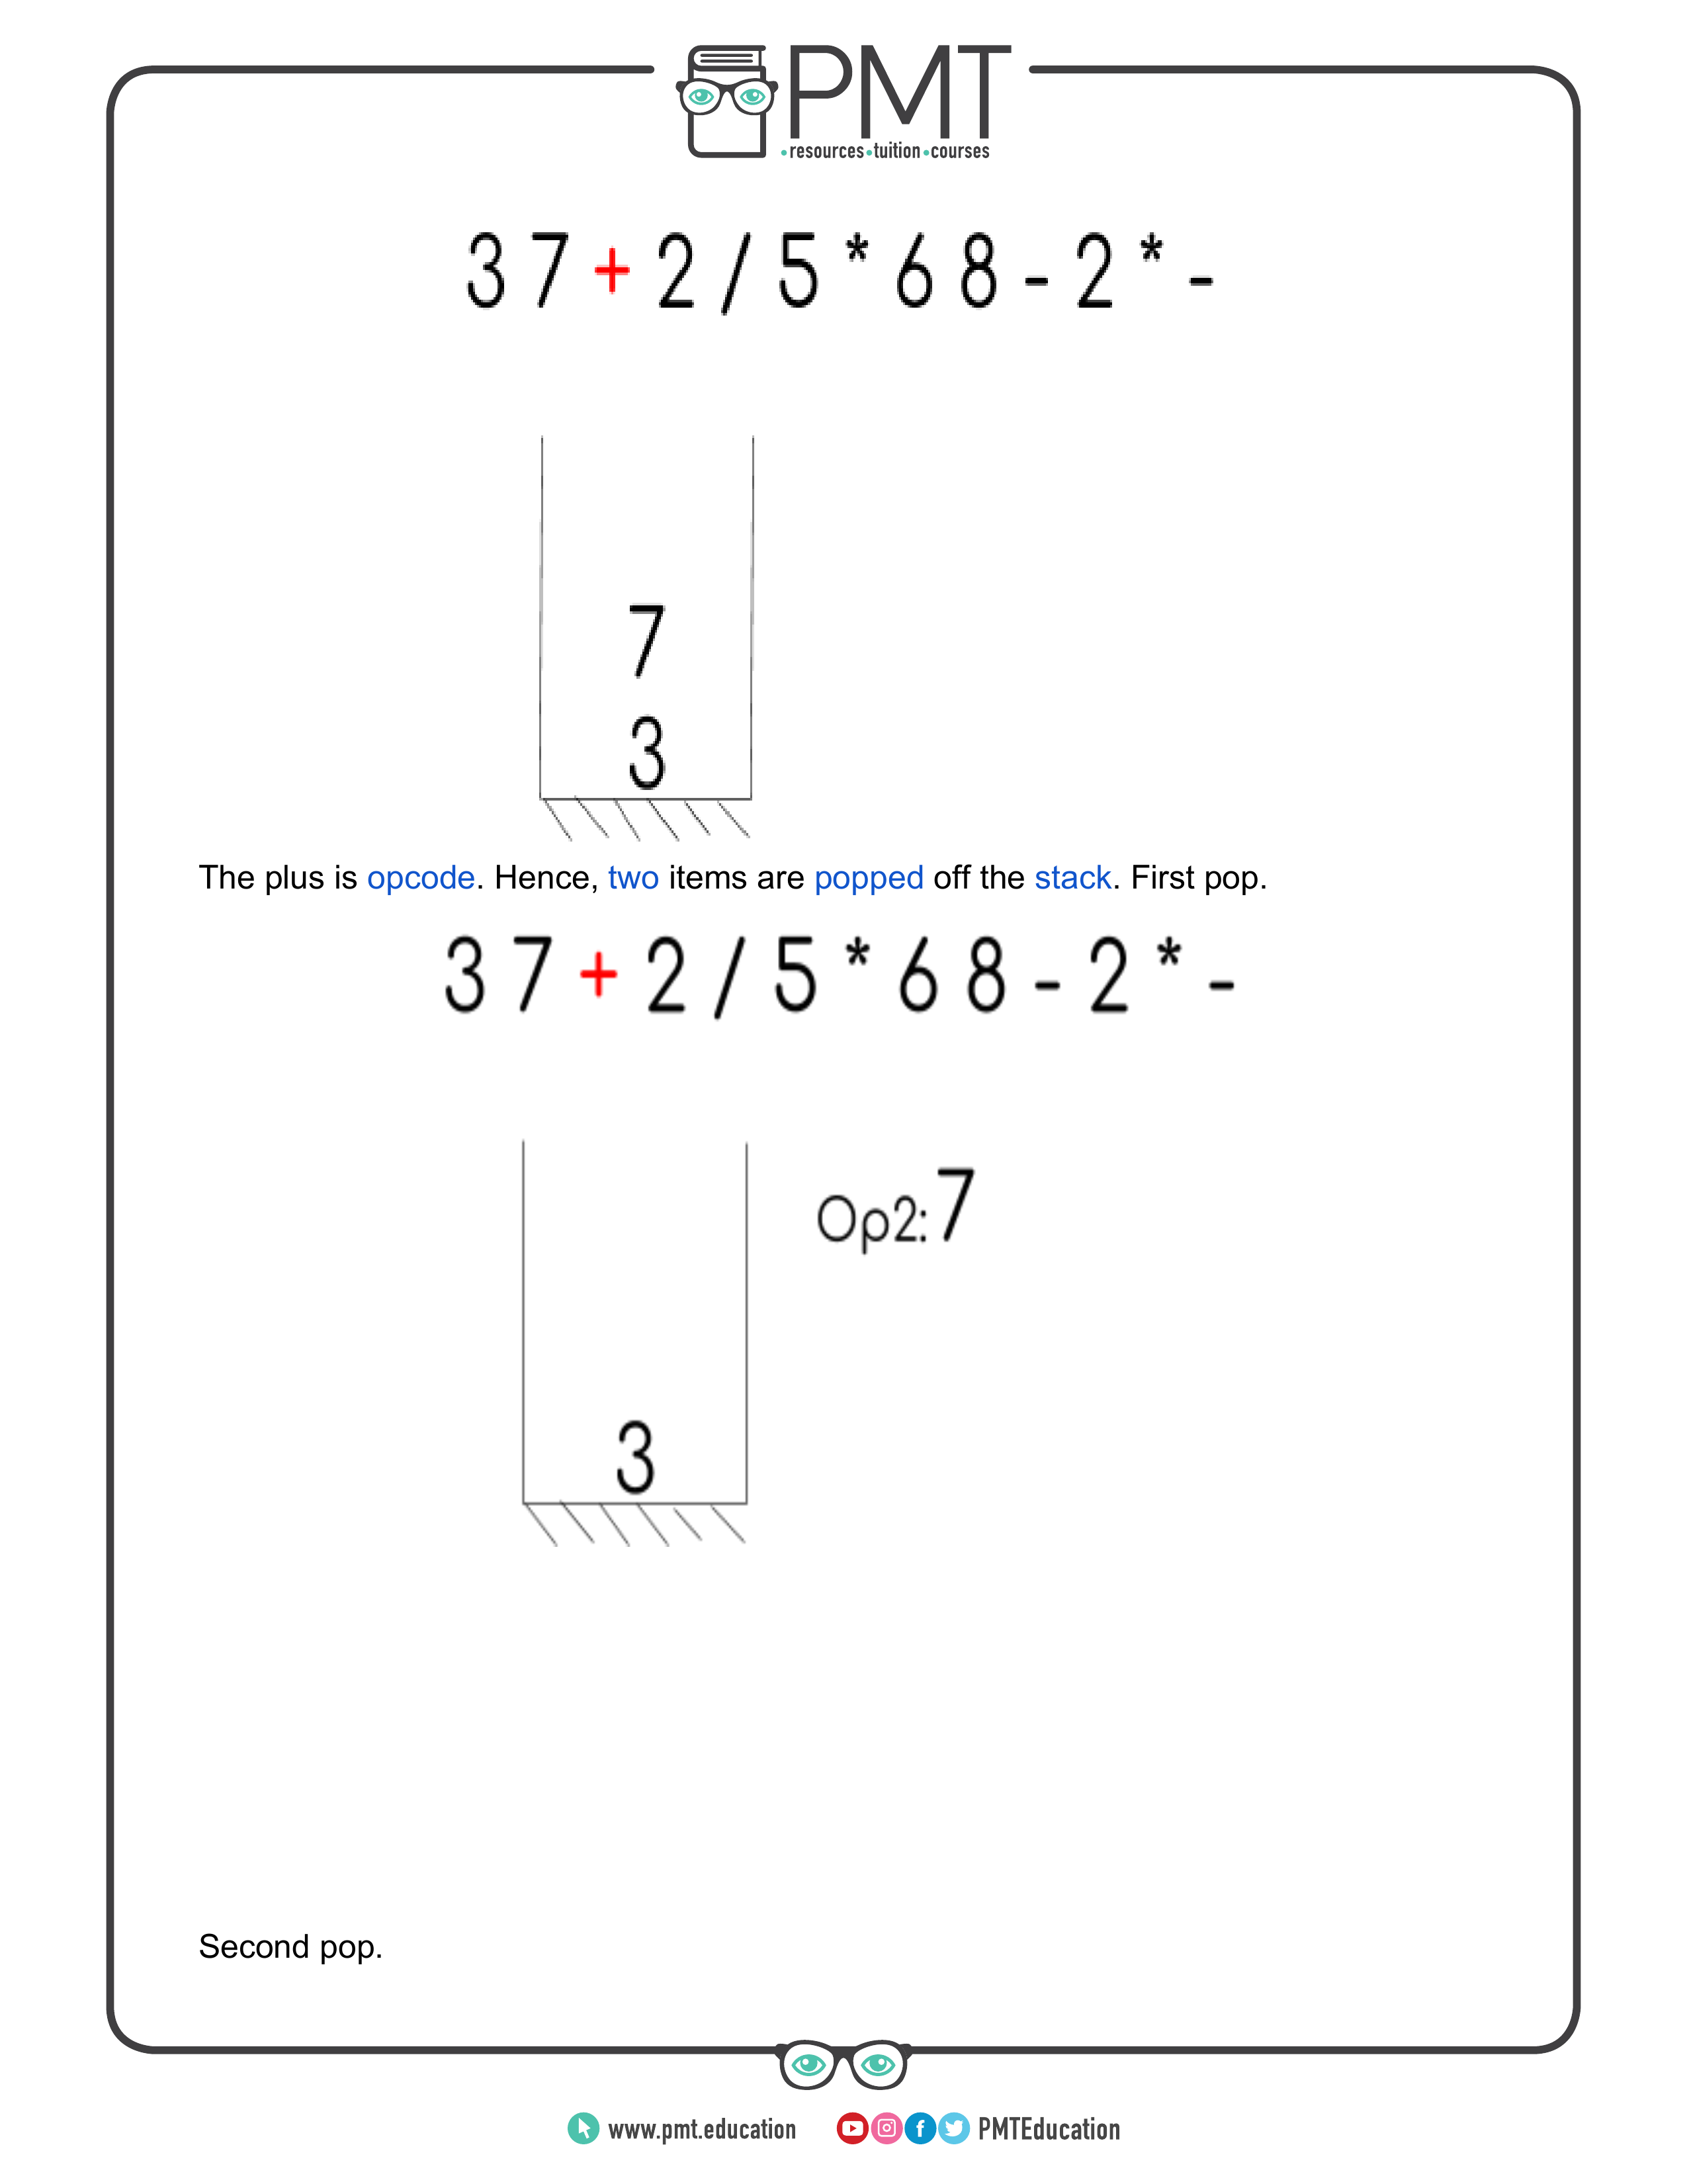 PMT
•resources•tuition•courses
3 7 + 2 / 5 * 6 8 - 2 * -
7
3
The plus is opcode. Hence, two items are popped off the stack. First pop.
3 7 + 2 / 5 * 6 8 - 2 * -
Op2:7
3
Second pop.
www.pmt.education PMTEducation